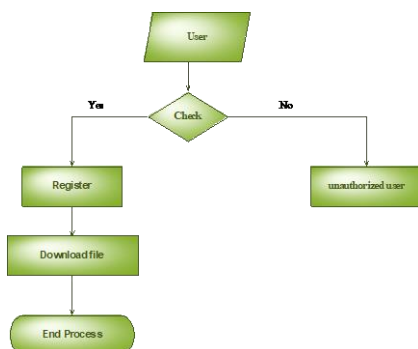 User
Yes
No
Check
Register
unauthorized user
Download file
End Process